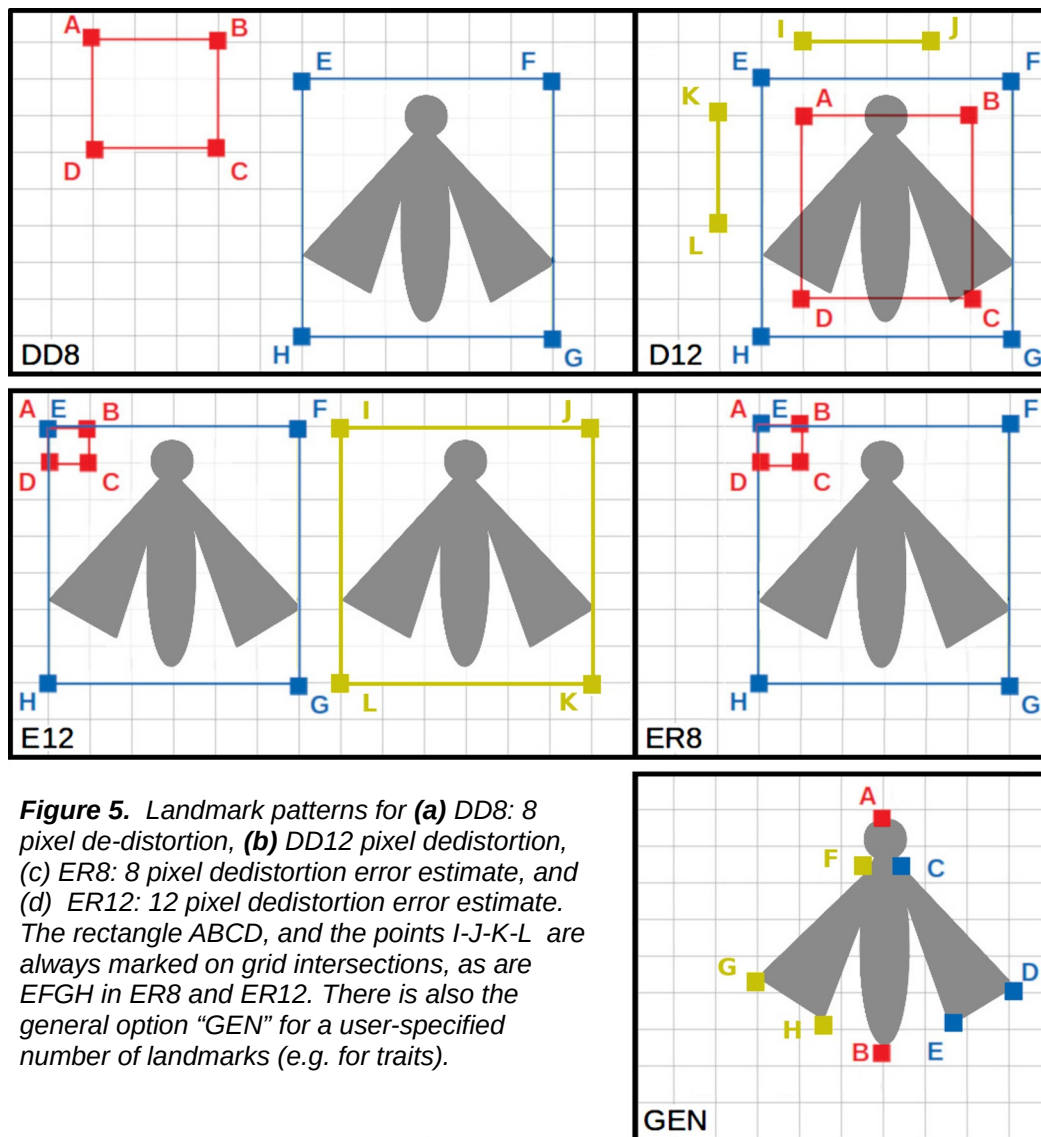 A
B
E
F
D
C
H
G
DD8
I
J
E
F
K
A
B
L
D
C
H
G
D12
A E B
F
I
J
D
C
H
G
L
K
E12
A E B
F
D
C
H
G
ER8
Figure 5. Landmark patterns for (a) DD8: 8
pixel de-distortion, (b) DD12 pixel dedistortion,
(c) ER8: 8 pixel dedistortion error estimate, and
(d) ER12: 12 pixel dedistortion error estimate.
The rectangle ABCD, and the points I-J-K-L are
always marked on grid intersections, as are
EFGH in ER8 and ER12. There is also the
general option “GEN” for a user-specified
number of landmarks (e.g. for traits).
A
F
C
G
D
H
B
E
GEN